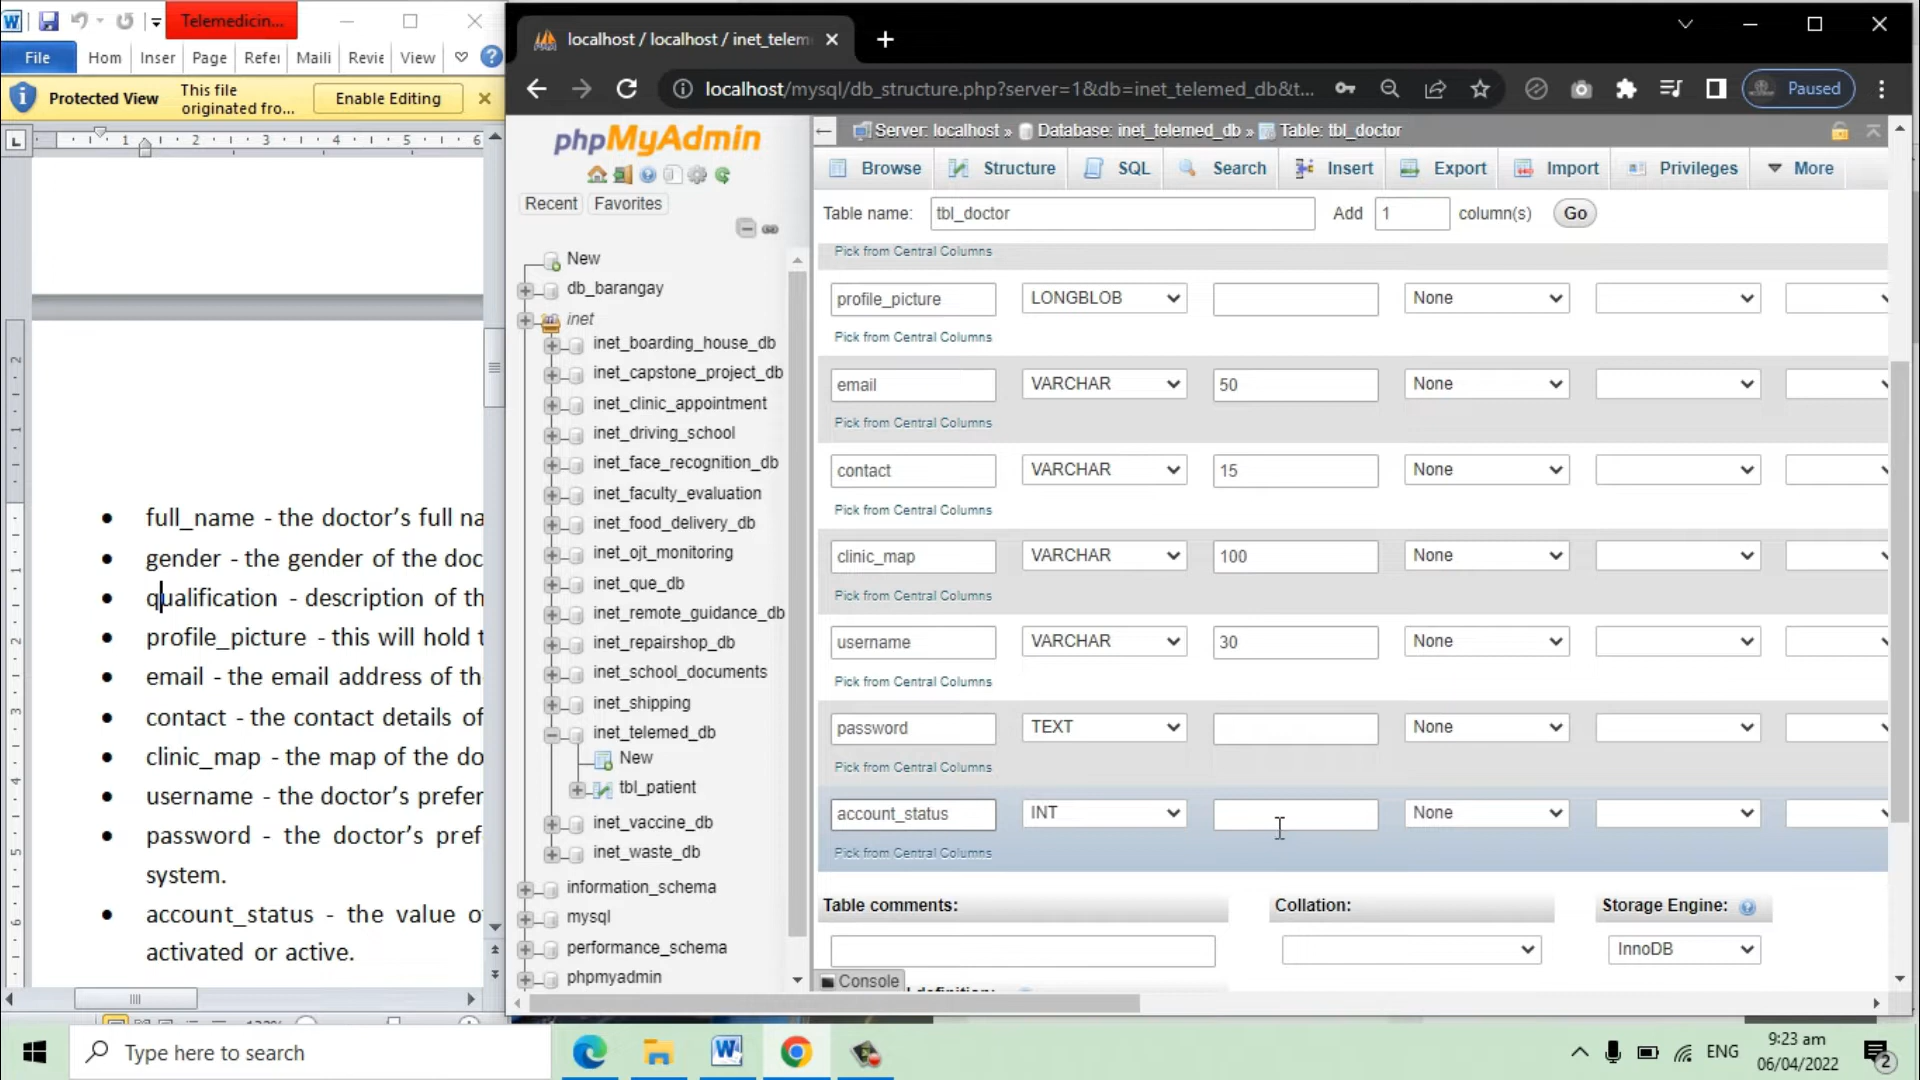 Telemedicin...
File Hom Inser Page Refer Maili Revie View
Protected View This file originated fro... Enable Editing
1 2 3 4 5 6
full_name - the doctor's full na
gender - the gender of the doc
qualification - description of th
profile_picture - this will hold t
email - the email address of th
contact - the contact details of
clinic_map - the map of the do
username - the doctor's prefer
password - the doctor's pref
system.
account_status - the value o
activated or active.
localhost / localhost / inet_telem
localhost/mysql/db_structure.php?server=1&db=inet_telemed_db&t...
Paused
phpMyAdmin
Recent Favorites
New
db_barangay
inet
inet_boarding_house_db
inet_capstone_project_db
inet_clinic_appointment
inet_driving_school
inet_face_recognition_db
inet_faculty_evaluation
inet_food_delivery_db
inet_ojt_monitoring
inet_que_db
inet_remote_guidance_db
inet_repairshop_db
inet_school_documents
inet_shipping
inet_telemed_db
New
tbl_patient
inet_vaccine_db
inet_waste_db
information_schema
mysql
performance_schema
phpmyadmin
Server: localhost » Database: inet_telemed_db » Table: tbl_doctor
Browse Structure SQL Search Insert Export Import Privileges More
Table name: tbl_doctor Add 1 column(s) Go
Pick from Central Columns
profile_picture LONGBLOB None
Pick from Central Columns
email VARCHAR 50 None
Pick from Central Columns
contact VARCHAR 15 None
Pick from Central Columns
clinic_map VARCHAR 100 None
Pick from Central Columns
username VARCHAR 30 None
Pick from Central Columns
password TEXT None
Pick from Central Columns
account_status INT None
Pick from Central Columns
Table comments: Collation: Storage Engine:
InnoDB
Console
Type here to search
ENG
9:23 am
06/04/2022
2